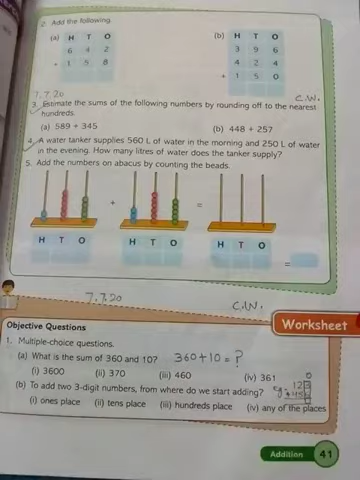 2. Add the following.
(a) H T O (b) H T O
6 4 2 3 9 6
+ 1 5 8 4 2 4
+ 1 5 0
7.7.20 C.W.
3. Estimate the sums of the following numbers by rounding off to the nearest
hundreds.
(a) 589 + 345 (b) 448 + 257
4. A water tanker supplies 560 L of water in the morning and 250 L of water
in the evening. How many litres of water does the tanker supply?
5. Add the numbers on abacus by counting the beads.
+ =
H T O H T O H T O
=
7.7.20 C.W.
Worksheet
Objective Questions
1. Multiple-choice questions.
(a) What is the sum of 360 and 10? 360+10 = ?
(i) 3600 (ii) 370 (iii) 460 (iv) 361
(b) To add two 3-digit numbers, from where do we start adding? eg.
(i) ones place (ii) tens place (iii) hundreds place (iv) any of the places
Addition 41